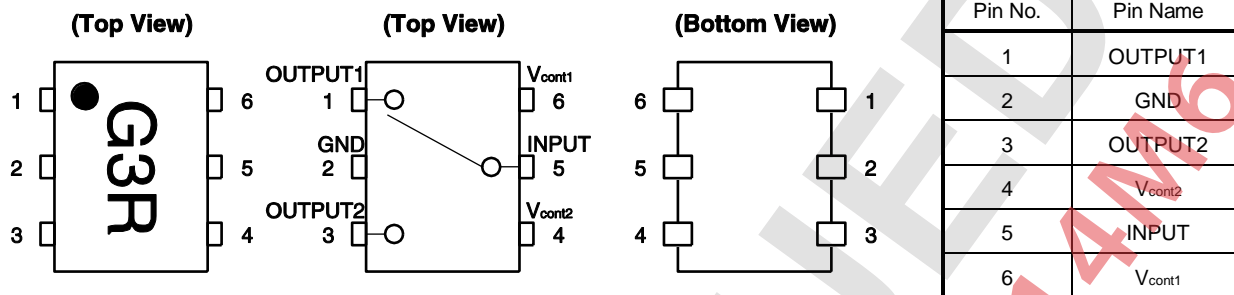 (Top View)
1
2
3
G3R
6
5
4
(Top View)
OUTPUT1
1
GND
2
OUTPUT2
3
Vcont1
6
INPUT
5
Vcont2
4
(Bottom View)
6
5
4
1
2
3
Pin No. Pin Name
1 OUTPUT1
2 GND
3 OUTPUT2
4 Vcont2
5 INPUT
6 Vcont1
UED
4M6